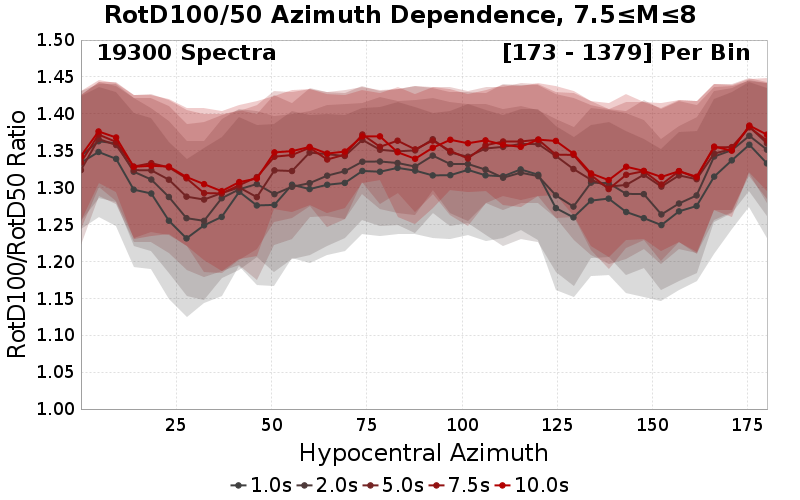 RotD100/50 Azimuth Dependence, 7.5≤M≤8
19300 Spectra
[173 - 1379] Per Bin
RotD100/RotD50 Ratio
1.50
1.45
1.40
1.35
1.30
1.25
1.20
1.15
1.10
1.05
1.00
25 50 75 100 125 150 175
Hypocentral Azimuth
1.0s 2.0s 5.0s 7.5s 10.0s